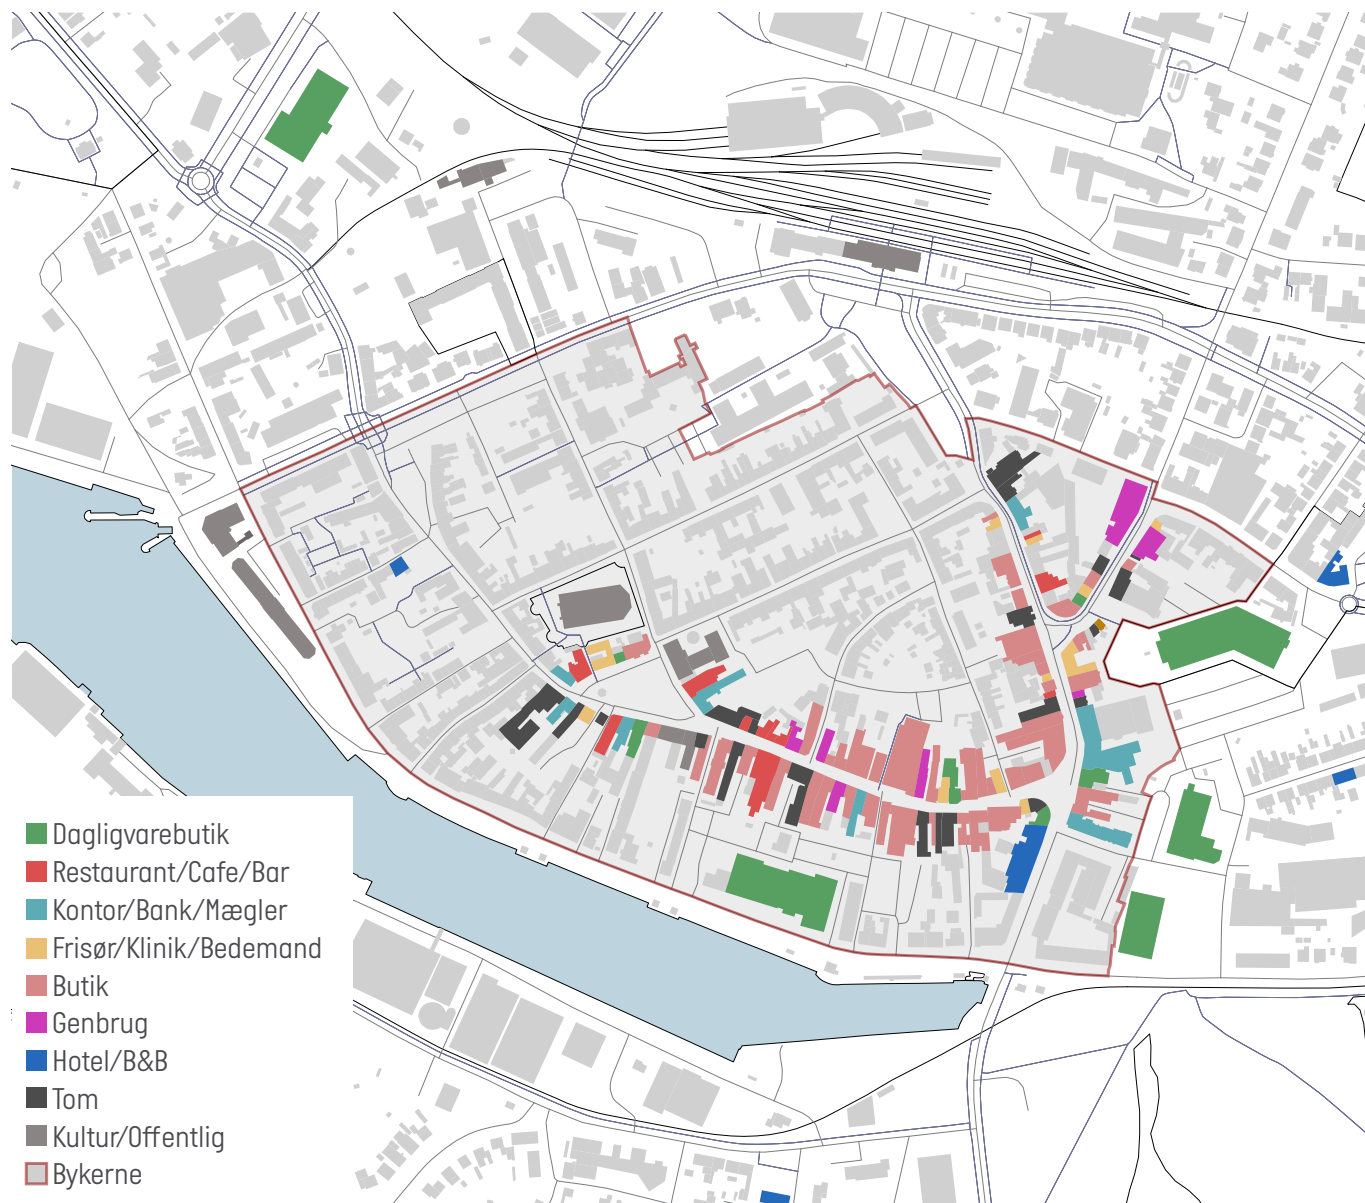 Dagligvarebutik
Restaurant/Cafe/Bar
Kontor/Bank/Mægler
Frisør/Klinik/Bedemand
Butik
Genbrug
Hotel/B&B
Tom
Kultur/Offentlig
Bykerne